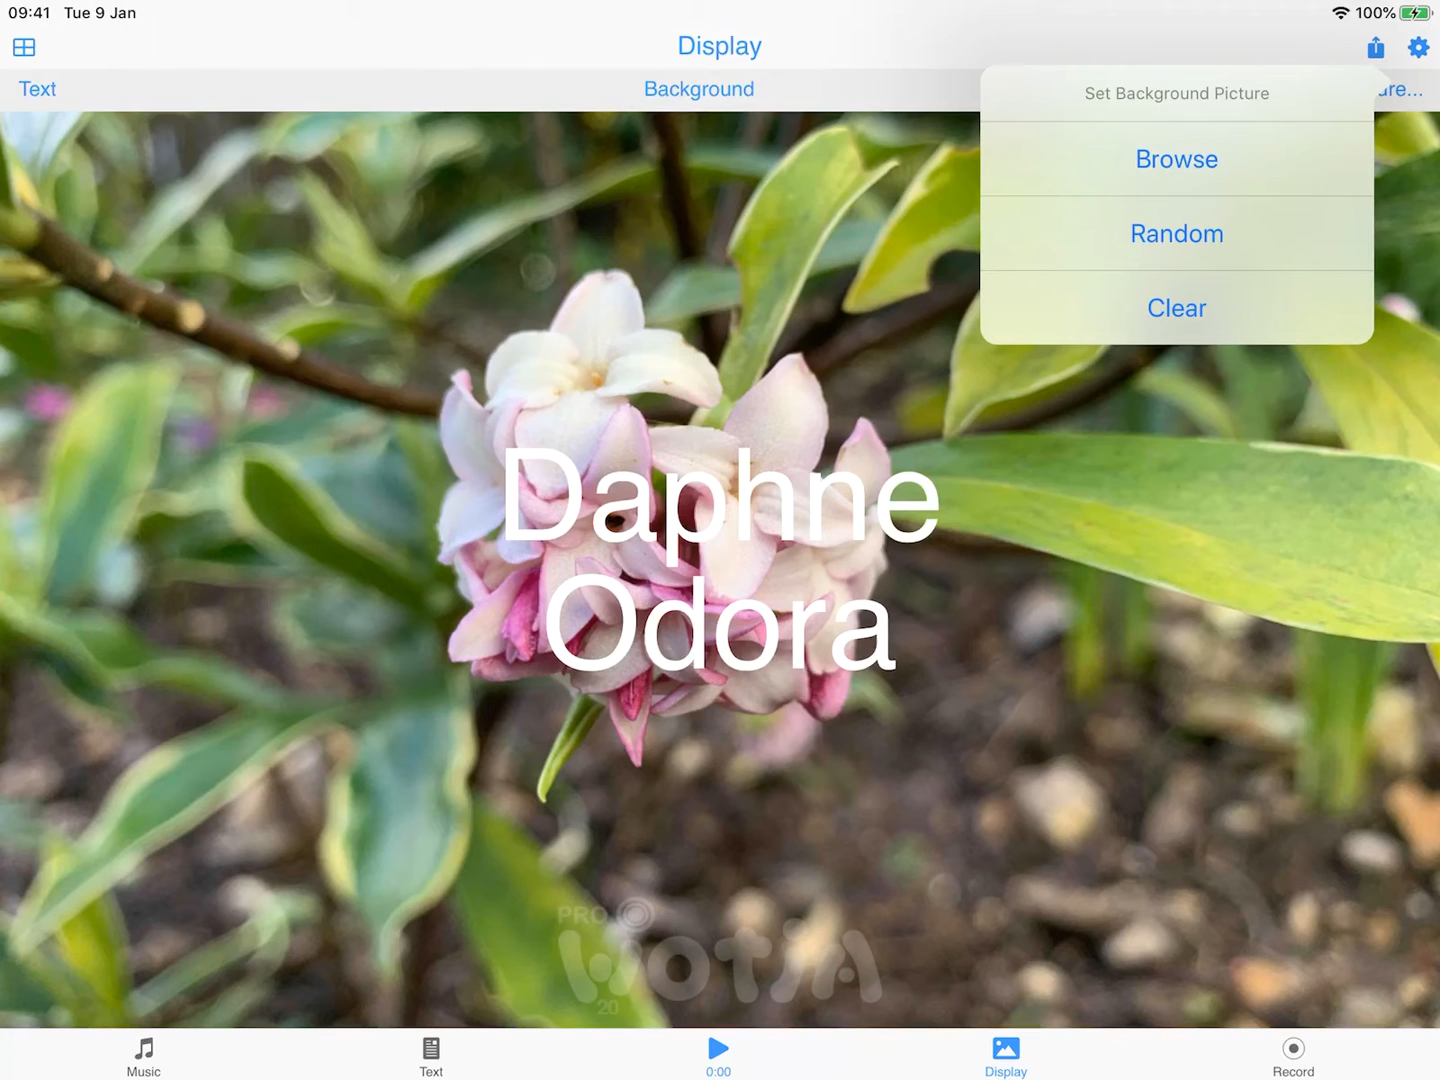 09:41 Tue 9 Jan 100%
Display
Text Background
Set Background Picture
Browse
Random
Clear
Daphne
Odora
PRO
WOTJA
20
Music Text 0:00 Display Record